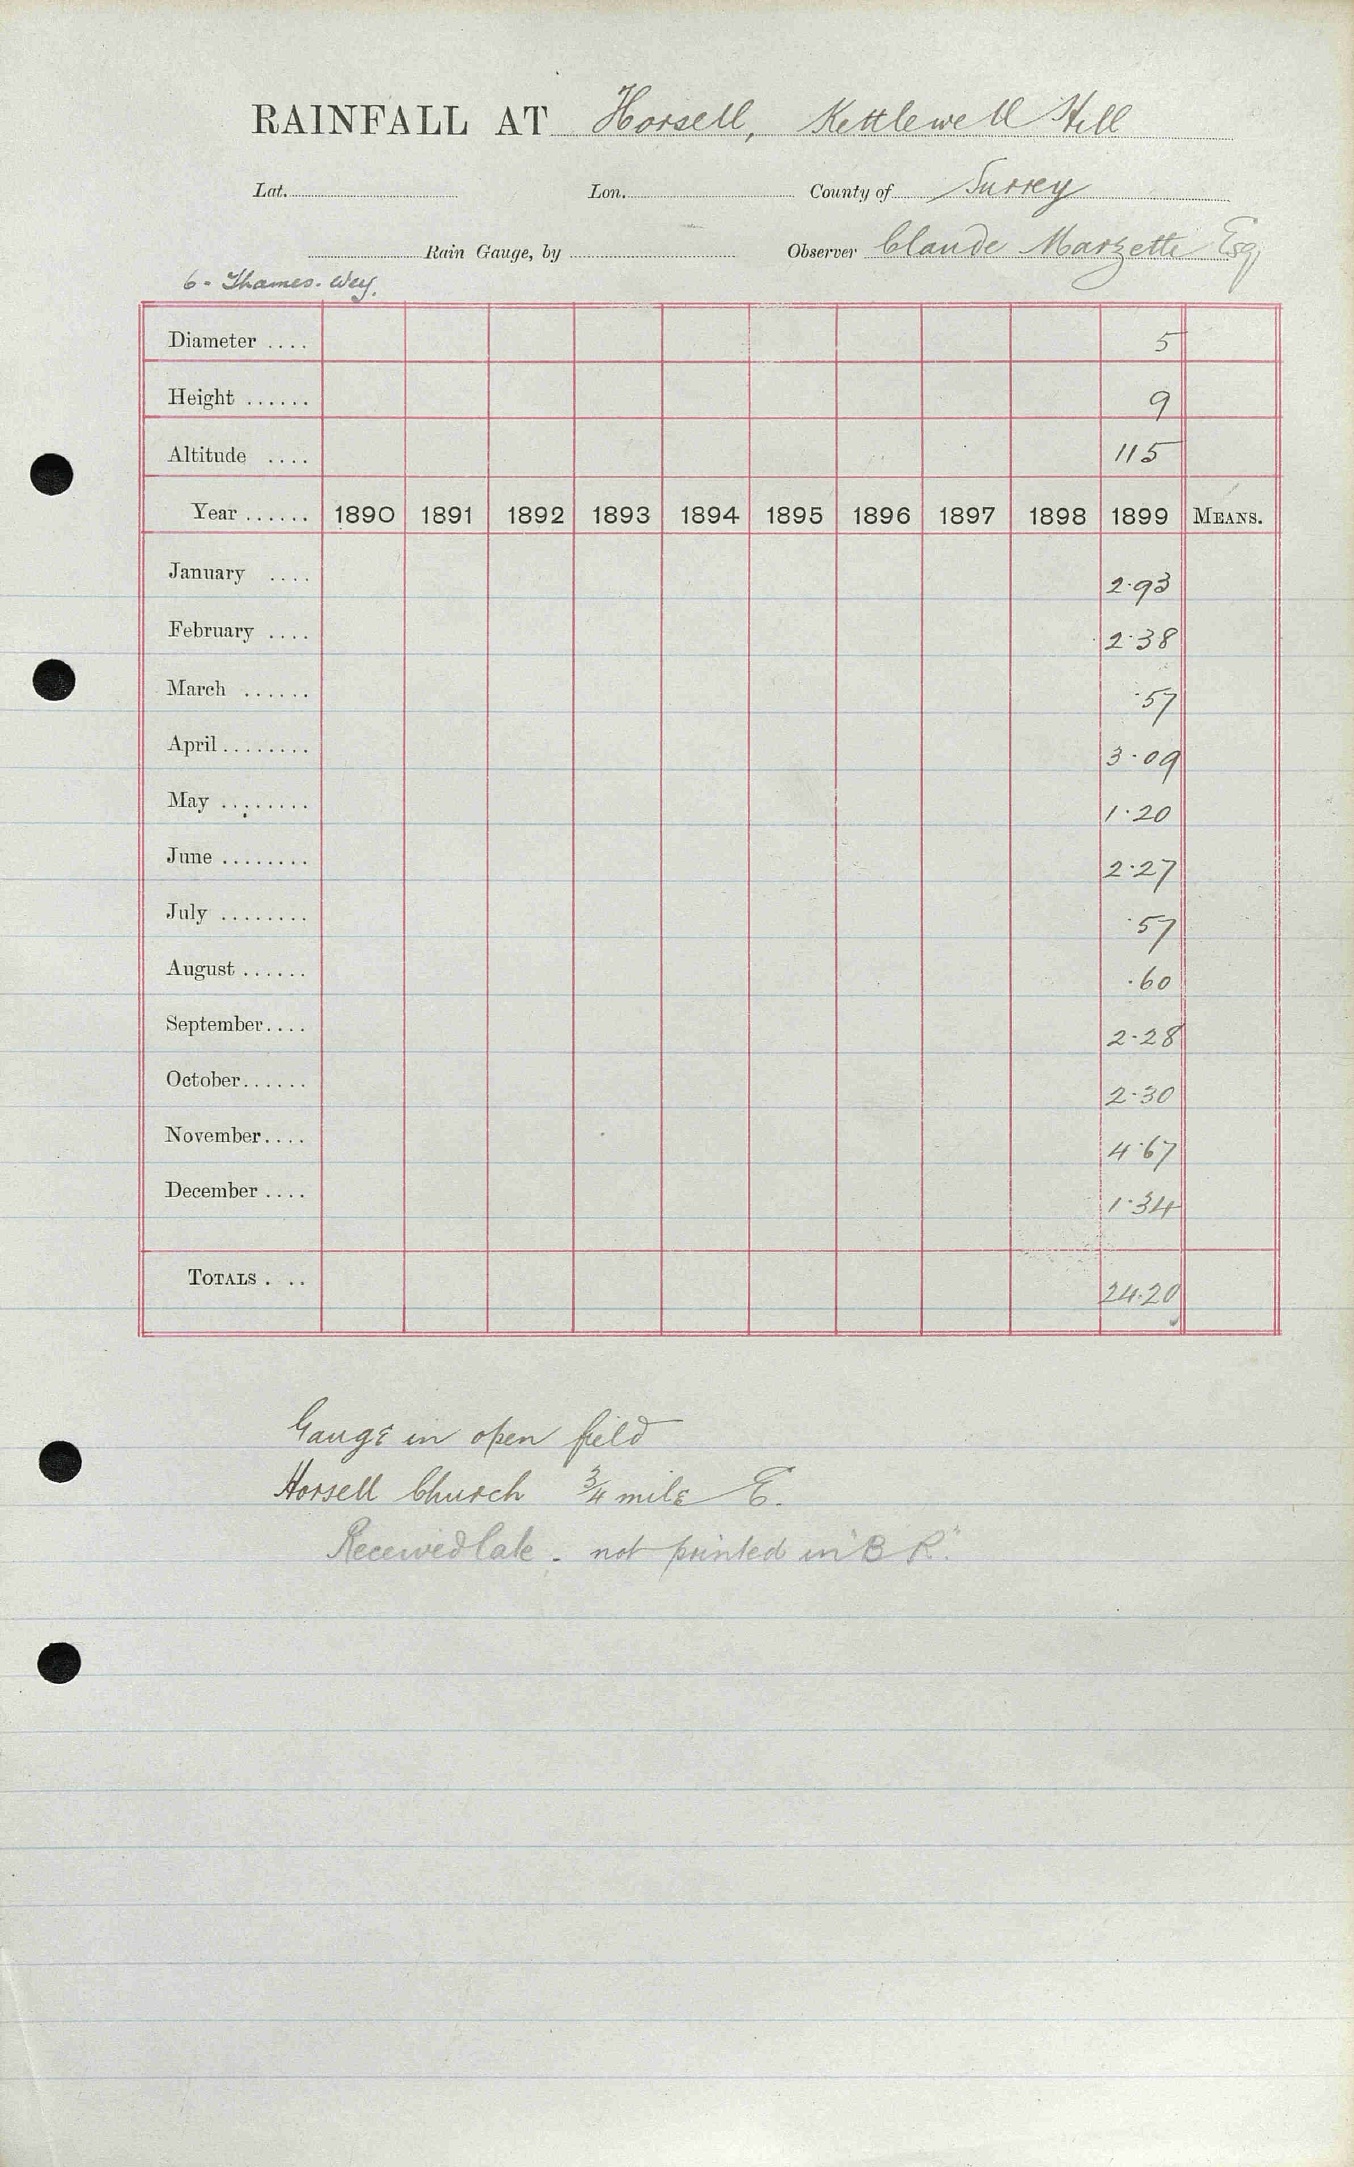 RAINFALL AT Horsell, Kettlewell Hill
Lat. Lon. County of Surrey
Rain Gauge, by Observer Claude Marzetti Esq
6 - Thames - Wey.
Diameter .... 5
Height ...... 9
Altitude .... 115
Year ...... 1890 1891 1892 1893 1894 1895 1896 1897 1898 1899 MEANS.
January .... 2.93
February .... 2.38
March ...... .57
April ........ 3.09
May ........ 1.20
June ........ 2.27
July ........ .57
August ...... .60
September .... 2.28
October ...... 2.30
November .... 4.67
December .... 1.34
TOTALS . .. 24.20
Gauge in open field
Horsell Church 3/4 mile E.
Received late - not printed in "B R."